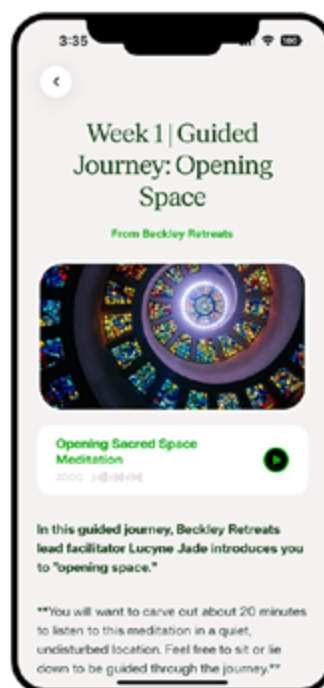 3:35
Week 1 | Guided
Journey: Opening
Space
From Beckley Retreats
Opening Sacred Space
Meditation
20:00
In this guided journey, Beckley Retreats
lead facilitator Lucyne Jade introduces you
to "opening space."
**You will want to carve out about 20 minutes
to listen to this meditation in a quiet,
undisturbed location. Feel free to sit or lie
down to be guided through the journey.**